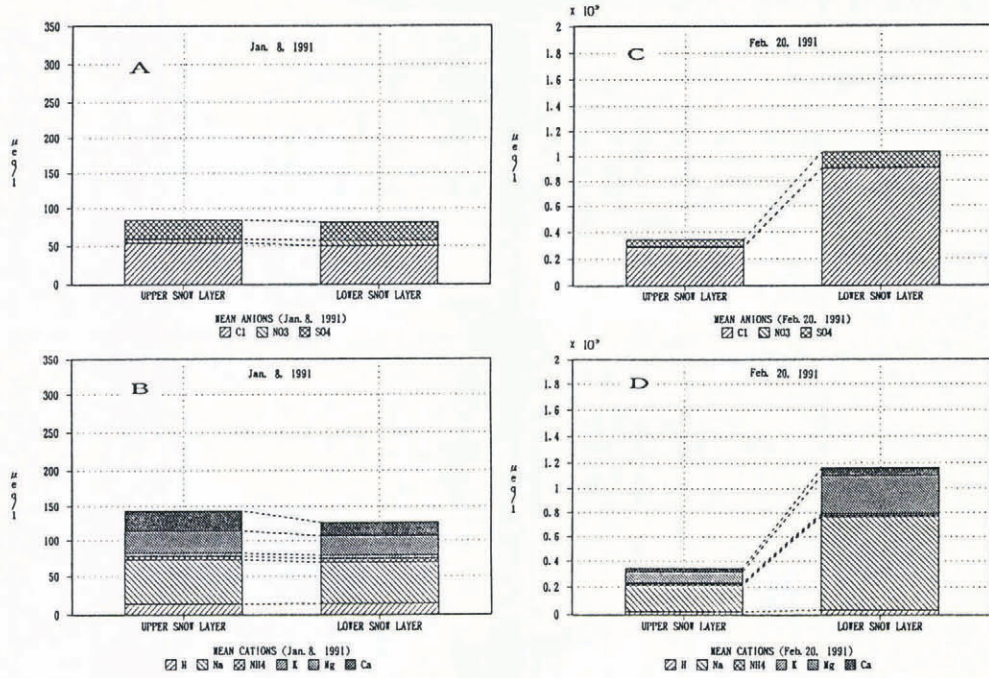 350
300
250
200
150
100
50
0
μ
e
q/l
A
Jan. 8, 1991
UPPER SNOW LAYER LOWER SNOW LAYER
MEAN ANIONS (Jan. 8, 1991)
Cl NO3 SO4
x 10³
2
1.8
1.6
1.4
1.2
1
0.8
0.6
0.4
0.2
0
μ
e
q/l
C
Feb. 20, 1991
UPPER SNOW LAYER LOWER SNOW LAYER
MEAN ANIONS (Feb. 20, 1991)
Cl NO3 SO4
350
300
250
200
150
100
50
0
μ
e
q/l
B
Jan. 8, 1991
UPPER SNOW LAYER LOWER SNOW LAYER
MEAN CATIONS (Jan. 8, 1991)
H Na NH4 K Mg Ca
x 10³
2
1.8
1.6
1.4
1.2
1
0.8
0.6
0.4
0.2
0
μ
e
q/l
D
Feb. 20, 1991
UPPER SNOW LAYER LOWER SNOW LAYER
MEAN CATIONS (Feb. 20, 1991)
H Na NH4 K Mg Ca